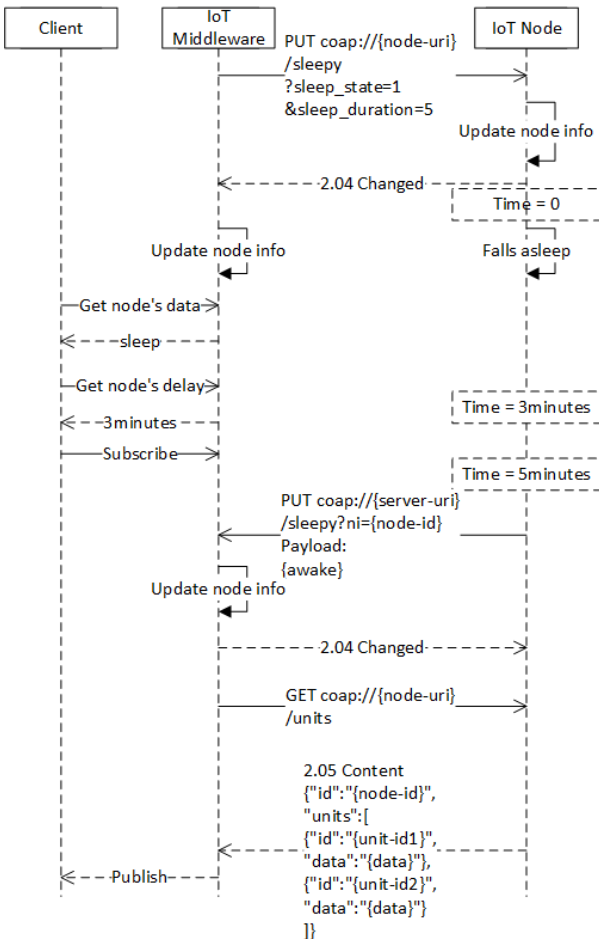 Client
IoT
Middleware
IoT Node
PUT coap://{node-uri}
/sleepy
?sleep_state=1
&sleep_duration=5
Update node info
2.04 Changed
Time = 0
Update node info
Falls asleep
Get node's data
sleep
Get node's delay
Time = 3minutes
3minutes
Subscribe
Time = 5minutes
PUT coap://{server-uri}
/sleepy?ni={node-id}
Payload:
{awake}
Update node info
2.04 Changed
GET coap://{node-uri}
/units
2.05 Content
{"id":"{node-id}",
"units":[
{"id":"{unit-id1}",
"data":"{data}"},
{"id":"{unit-id2}",
"data":"{data}"}
]}
Publish